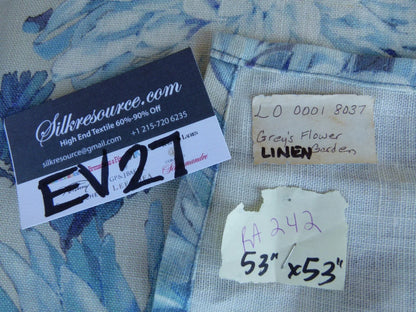 Silkresource.com
High End Textile 60%-90% Off
silkresource@gmail.com +1 215-720 6235
EV27
LO 0001 8037
Grey's Flower
LINEN Garden
RA 242
53" x 53"